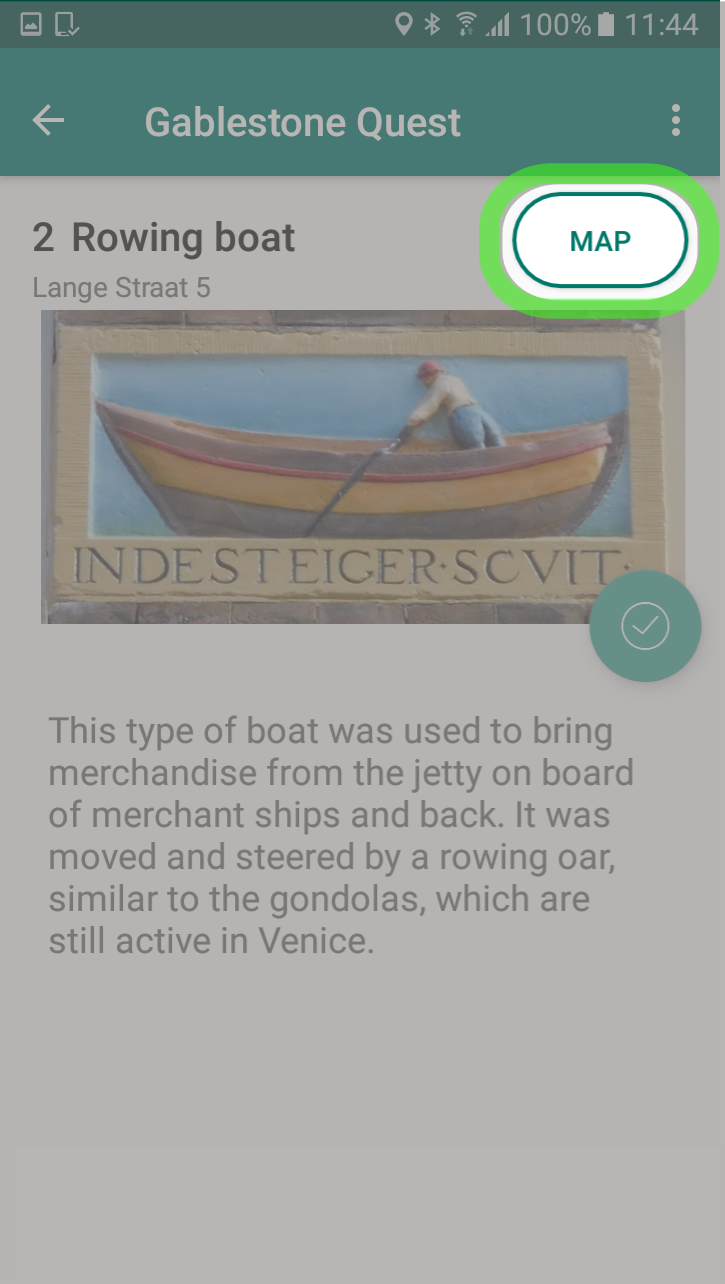 100% 11:44
Gablestone Quest
2 Rowing boat
MAP
Lange Straat 5
INDESTEIGER·SCVIT·
This type of boat was used to bring
merchandise from the jetty on board
of merchant ships and back. It was
moved and steered by a rowing oar,
similar to the gondolas, which are
still active in Venice.